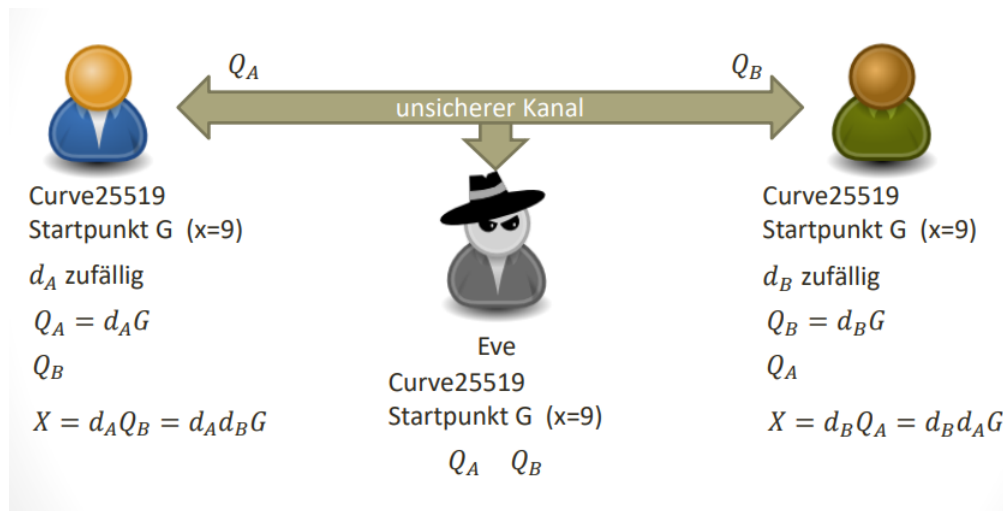 Q_A
Q_B
unsicherer Kanal
Curve25519
Startpunkt G (x=9)
d_A zufällig
Q_A = d_A G
Q_B
X = d_A Q_B = d_A d_B G
Eve
Curve25519
Startpunkt G (x=9)
Q_A Q_B
Curve25519
Startpunkt G (x=9)
d_B zufällig
Q_B = d_B G
Q_A
X = d_B Q_A = d_B d_A G